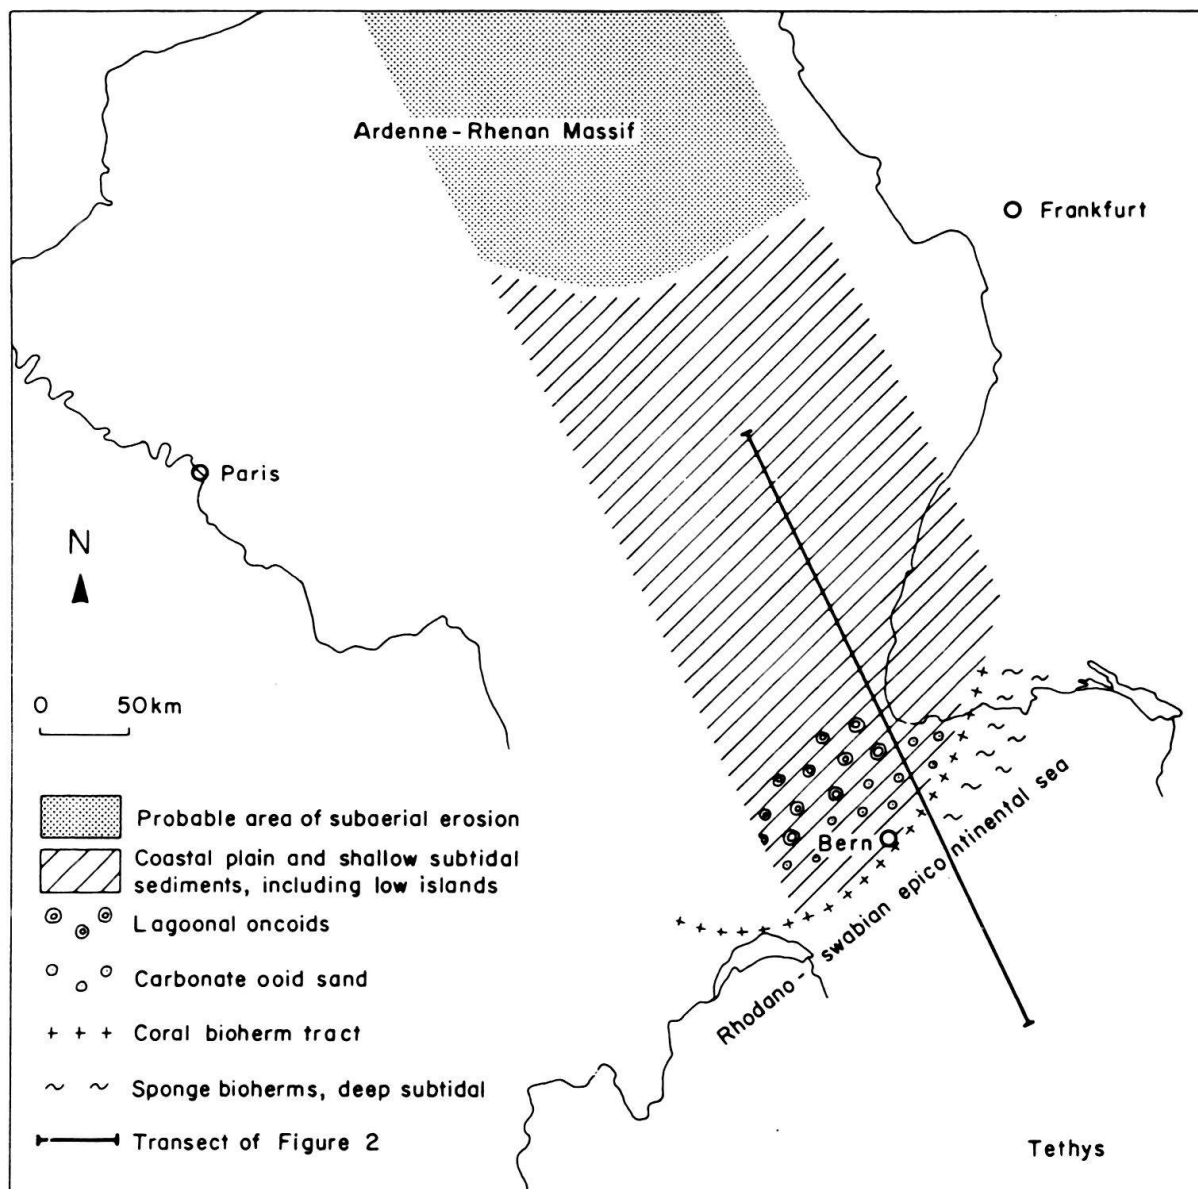 Ardenne-Rhenan Massif
Frankfurt
Paris
N
0 50 km
Bern
Rhodano-swabian epicontinental sea
Probable area of subaerial erosion
Coastal plain and shallow subtidal
sediments, including low islands
Lagoonal oncoids
Carbonate ooid sand
Coral bioherm tract
Sponge bioherms, deep subtidal
Transect of Figure 2
Tethys